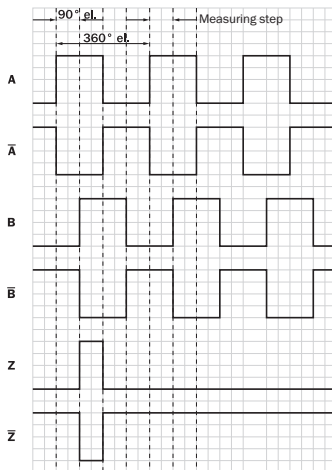 90° el.
Measuring step
360° el.
A
A̅
B
B̅
Z
Z̅